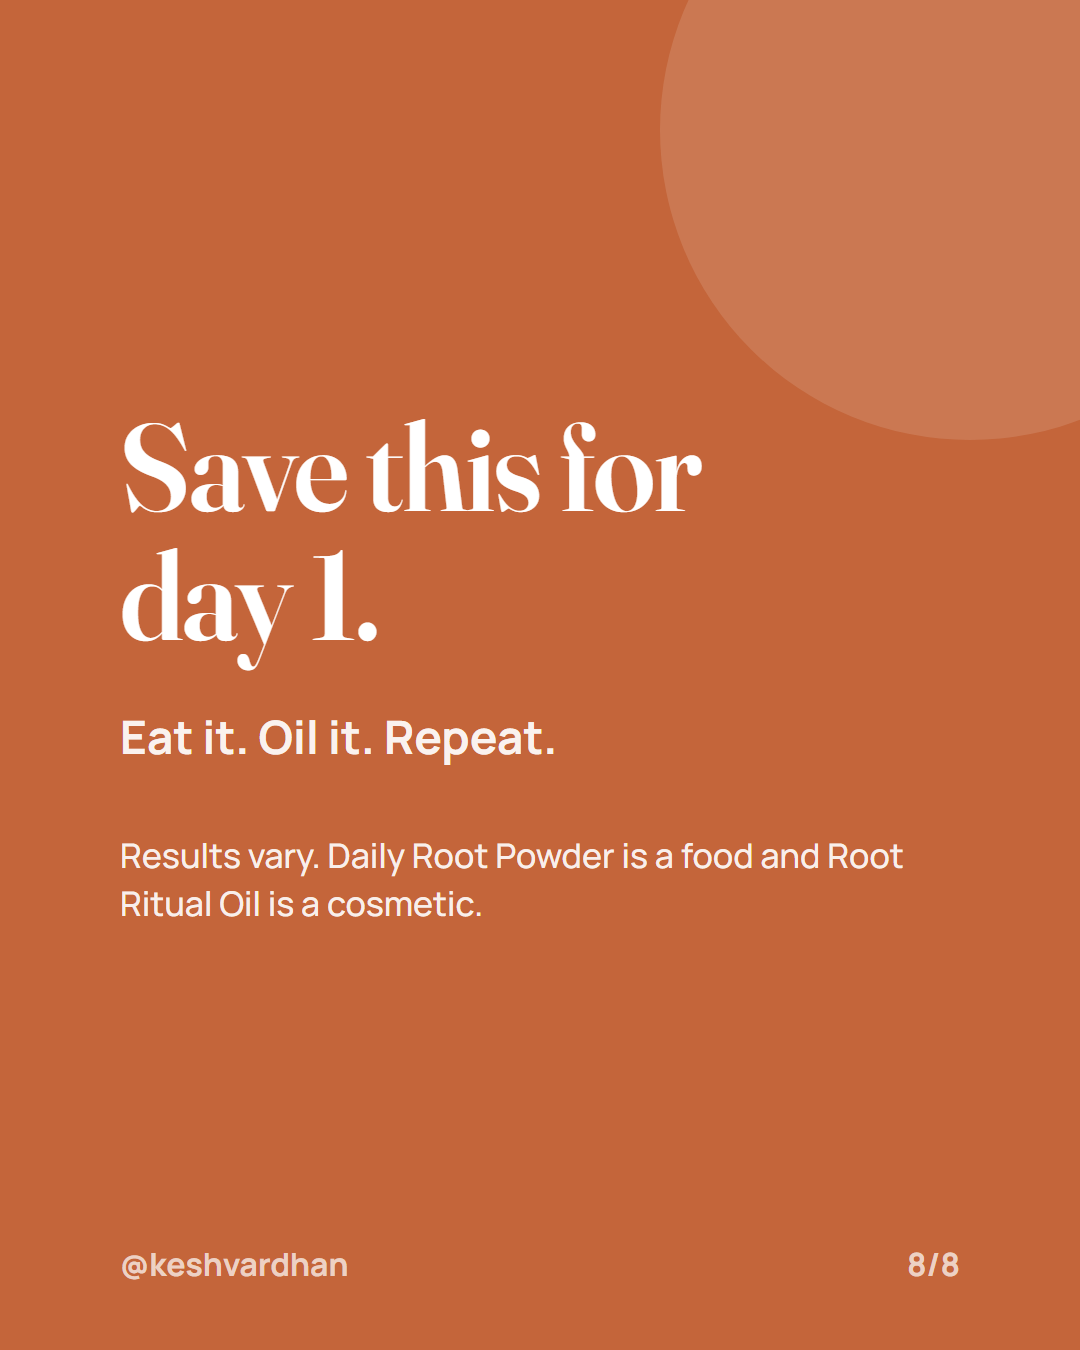 Save this for
day 1.
Eat it. Oil it. Repeat.
Results vary. Daily Root Powder is a food and Root
Ritual Oil is a cosmetic.
@keshvardhan
8/8